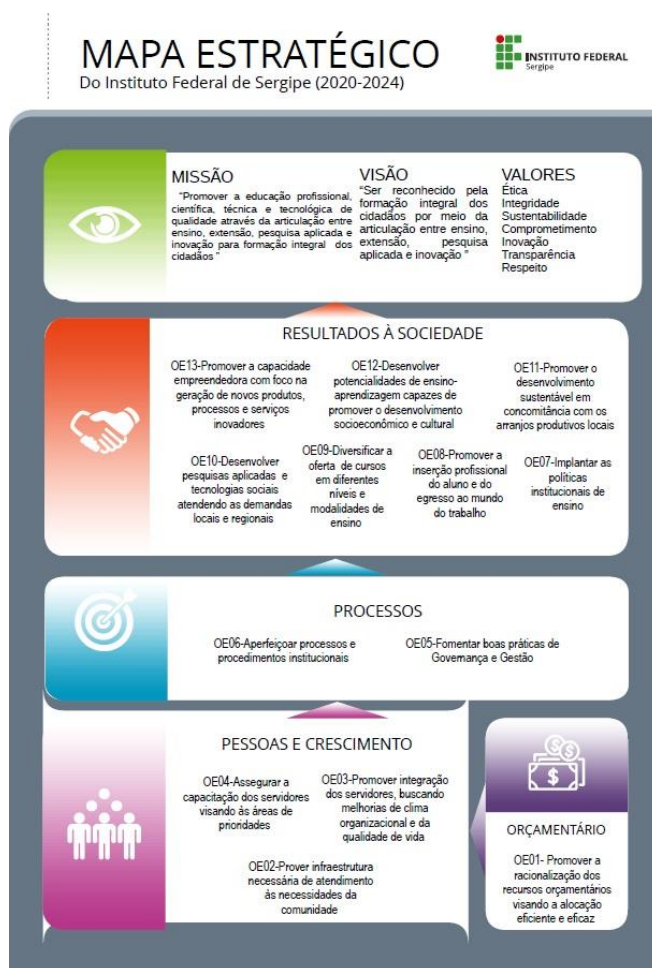 MAPA ESTRATÉGICO
Do Instituto Federal de Sergipe (2020-2024)
INSTITUTO FEDERAL
Sergipe
MISSÃO
“Promover a educação profissional,
científica, técnica e tecnológica de
qualidade através da articulação entre
ensino, extensão, pesquisa aplicada e
inovação para formação integral dos
cidadãos ”
VISÃO
“Ser reconhecido pela
formação integral dos
cidadãos por meio da
articulação entre ensino,
extensão, pesquisa
aplicada e inovação ”
VALORES
Ética
Integridade
Sustentabilidade
Comprometimento
Inovação
Transparência
Respeito
RESULTADOS À SOCIEDADE
OE13-Promover a capacidade
empreendedora com foco na
geração de novos produtos,
processos e serviços
inovadores
OE12-Desenvolver
potencialidades de ensino-
aprendizagem capazes de
promover o desenvolvimento
socioeconômico e cultural
OE11-Promover o
desenvolvimento
sustentável em
concomitância com os
arranjos produtivos locais
OE10-Desenvolver
pesquisas aplicadas e
tecnologias sociais
atendendo as demandas
locais e regionais
OE09-Diversificar a
oferta de cursos
em diferentes
níveis e
modalidades de
ensino
OE08-Promover a
inserção profissional
do aluno e do
egresso ao mundo
do trabalho
OE07-Implantar as
políticas
institucionais de
ensino
PROCESSOS
OE06-Aperfeiçoar processos e
procedimentos institucionais
OE05-Fomentar boas práticas de
Governança e Gestão
PESSOAS E CRESCIMENTO
OE04-Assegurar a
capacitação dos servidores
visando às áreas de
prioridades
OE03-Promover integração
dos servidores, buscando
melhorias de clima
organizacional e da
qualidade de vida
OE02-Prover infraestrutura
necessária de atendimento
às necessidades da
comunidade
ORÇAMENTÁRIO
OE01- Promover a
racionalização dos
recursos orçamentários
visando a alocação
eficiente e eficaz